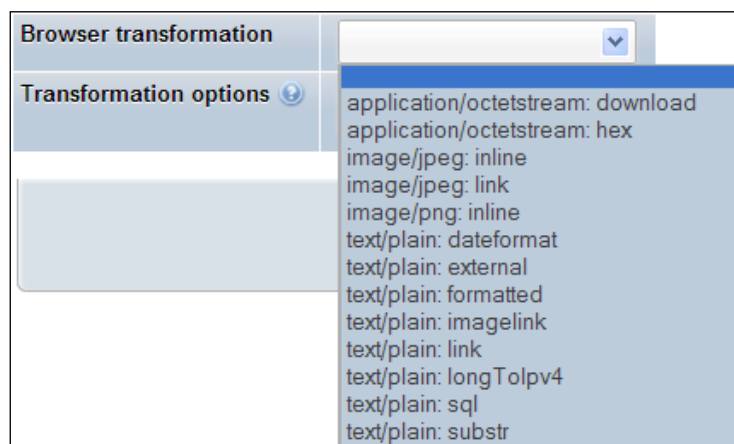 Browser transformation
Transformation options
application/octetstream: download
application/octetstream: hex
image/jpeg: inline
image/jpeg: link
image/png: inline
text/plain: dateformat
text/plain: external
text/plain: formatted
text/plain: imagelink
text/plain: link
text/plain: longToIpv4
text/plain: sql
text/plain: substr